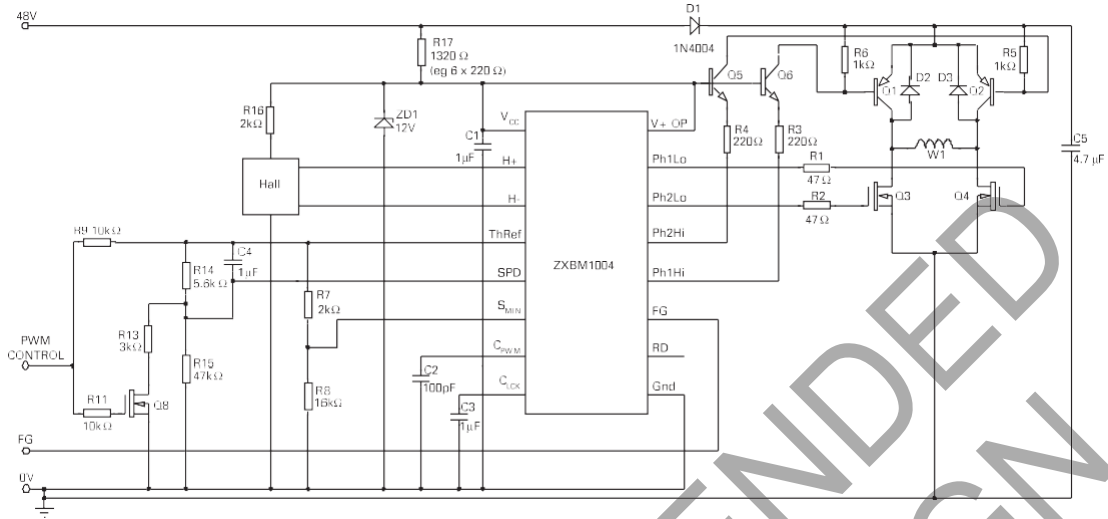 48V
D1
1N4004
R17
1320 Ω
(eg 6 x 220 Ω)
R16
2kΩ
ZD1
12V
C1
1µF
Q5
Q6
R6
1kΩ
D2
D3
R5
1kΩ
Q1
Q2
R4
220Ω
R3
220Ω
W1
C5
4.7 µF
Hall
VCC
H+
H-
ThRef
SPD
SMIN
CPWM
CLCK
ZXBM1004
V+ OP
Ph1Lo
Ph2Lo
Ph2Hi
Ph1Hi
FG
RD
Gnd
R1
47Ω
R2
47Ω
Q3
Q4
R9 10kΩ
C4
1µF
R14
5.6kΩ
R7
2kΩ
R13
3kΩ
R15
47kΩ
R8
16kΩ
PWM
CONTROL
R11
10kΩ
Q8
C2
100pF
C3
1µF
FG
0V
ENDED
IGN